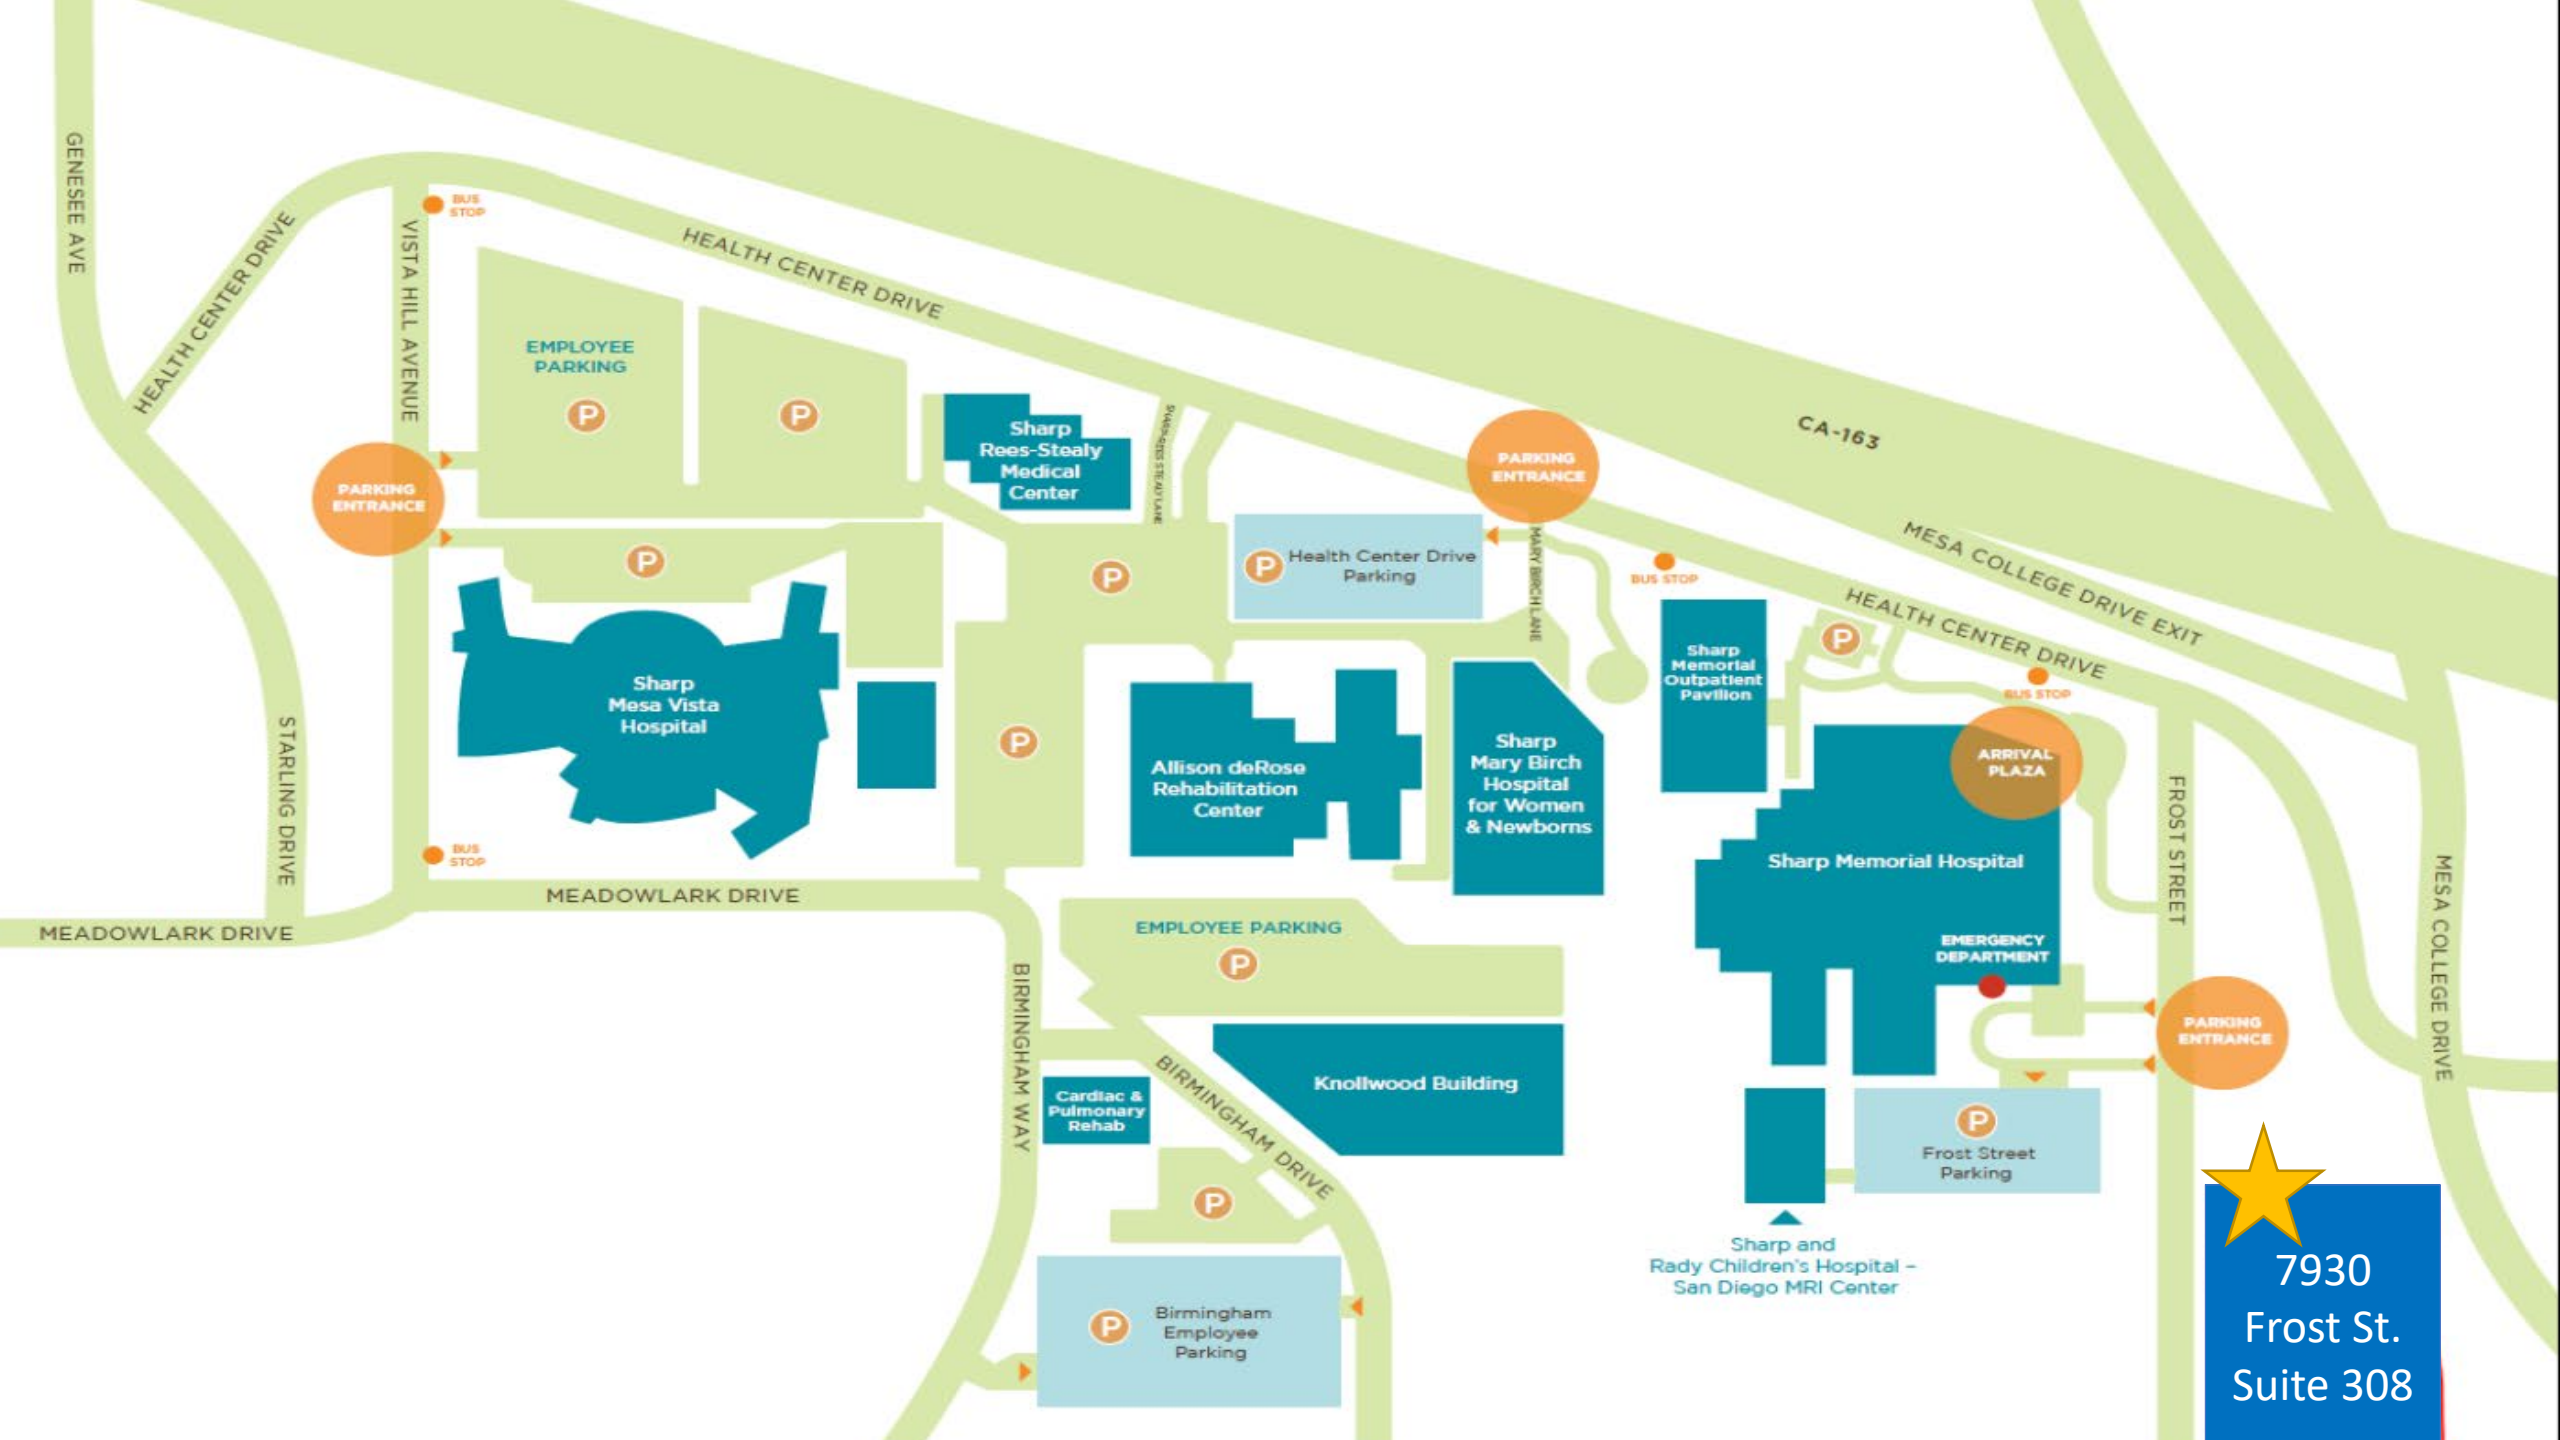 GENESEE AVE
HEALTH CENTER DRIVE
VISTA HILL AVENUE
BUS
STOP
HEALTH CENTER DRIVE
EMPLOYEE
PARKING
P
P
PARKING
ENTRANCE
P
Sharp
Rees-Stealy
Medical
Center
SHARP REES STEALY LANE
P
PARKING
ENTRANCE
P
Health Center Drive
Parking
MARY BIRCH LANE
CA-163
MESA COLLEGE DRIVE EXIT
HEALTH CENTER DRIVE
BUS STOP
Sharp
Memorial
Outpatient
Pavilion
P
BUS STOP
ARRIVAL
PLAZA
Sharp
Mesa Vista
Hospital
P
Allison deRose
Rehabilitation
Center
Sharp
Mary Birch
Hospital
for Women
& Newborns
Sharp Memorial Hospital
EMERGENCY
DEPARTMENT
FROST STREET
MESA COLLEGE DRIVE
STARLING DRIVE
BUS
STOP
MEADOWLARK DRIVE
MEADOWLARK DRIVE
EMPLOYEE PARKING
P
BIRMINGHAM WAY
BIRMINGHAM DRIVE
Knollwood Building
Cardiac &
Pulmonary
Rehab
P
PARKING
ENTRANCE
P
Frost Street
Parking
Sharp and
Rady Children's Hospital –
San Diego MRI Center
P
Birmingham
Employee
Parking
7930
Frost St.
Suite 308